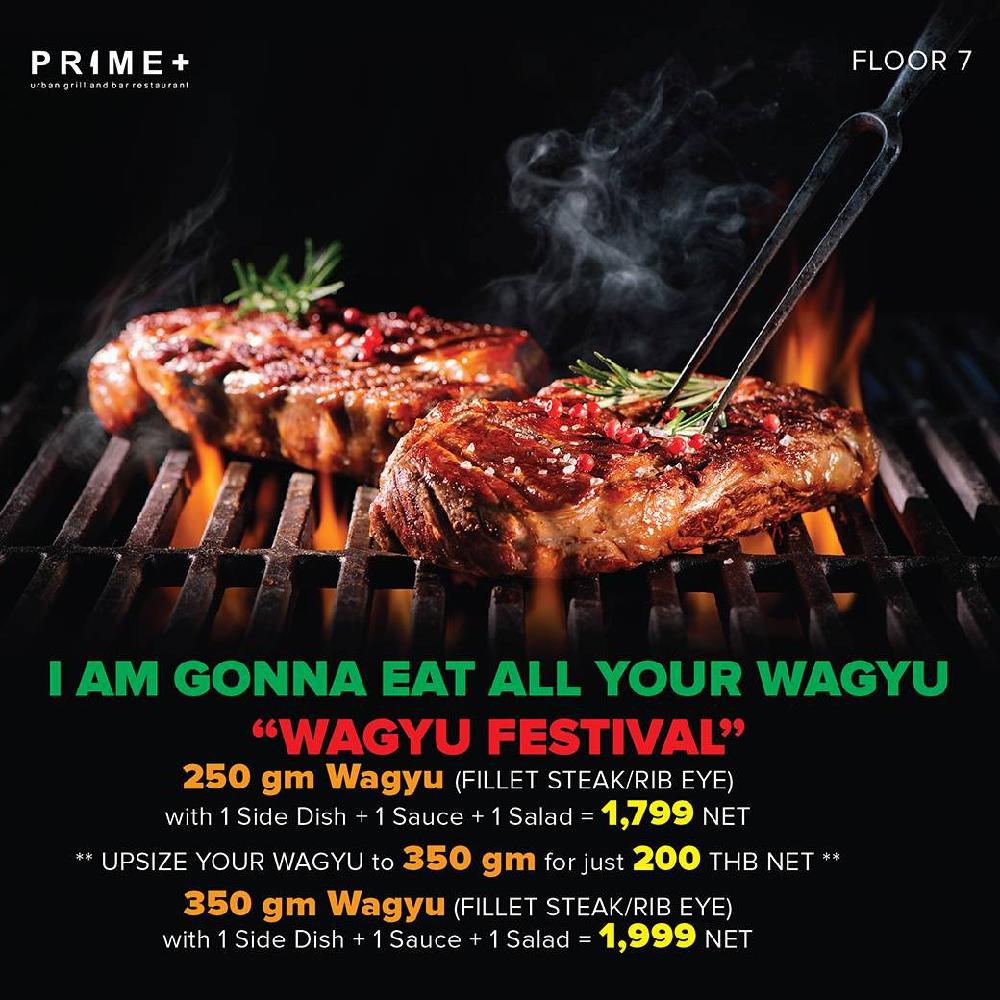 PR1ME+
urban grill and bar restaurant
FLOOR 7
I AM GONNA EAT ALL YOUR WAGYU
“WAGYU FESTIVAL”
250 gm Wagyu (FILLET STEAK/RIB EYE)
with 1 Side Dish + 1 Sauce + 1 Salad = 1,799 NET
** UPSIZE YOUR WAGYU to 350 gm for just 200 THB NET **
350 gm Wagyu (FILLET STEAK/RIB EYE)
with 1 Side Dish + 1 Sauce + 1 Salad = 1,999 NET